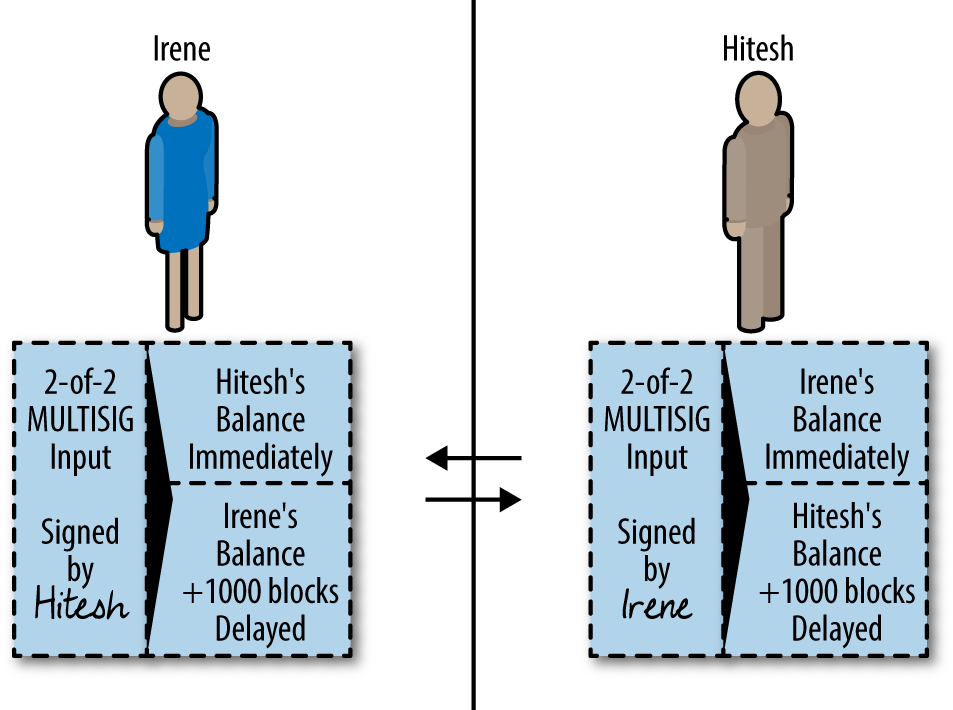 Irene
2-of-2
MULTISIG
Input
Signed
by
Hitesh
Hitesh's
Balance
Immediately
Irene's
Balance
+1000 blocks
Delayed
Hitesh
2-of-2
MULTISIG
Input
Signed
by
Irene
Irene's
Balance
Immediately
Hitesh's
Balance
+1000 blocks
Delayed